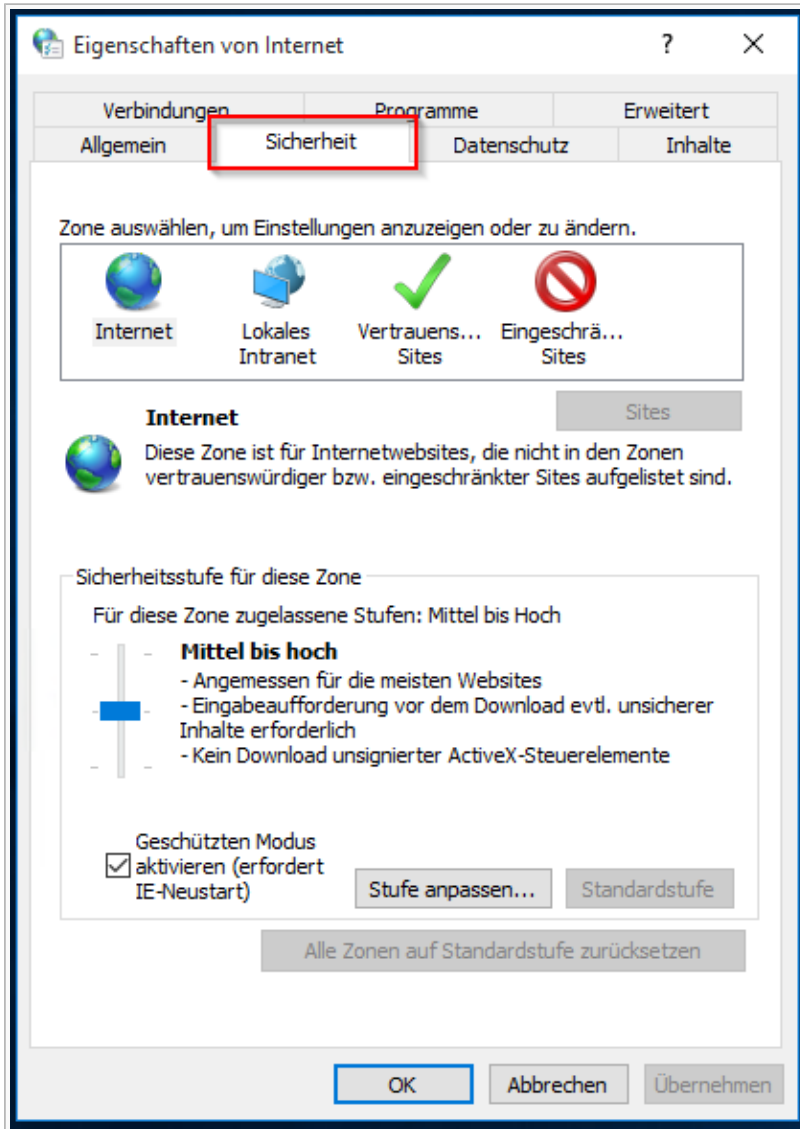 Eigenschaften von Internet
Verbindungen Programme Erweitert
Allgemein Sicherheit Datenschutz Inhalte
Zone auswählen, um Einstellungen anzuzeigen oder zu ändern.
Internet
Lokales
Intranet
Vertrauens...
Sites
Eingeschrä...
Sites
Internet
Sites
Diese Zone ist für Internetwebsites, die nicht in den Zonen
vertrauenswürdiger bzw. eingeschränkter Sites aufgelistet sind.
Sicherheitsstufe für diese Zone
Für diese Zone zugelassene Stufen: Mittel bis Hoch
Mittel bis hoch
- Angemessen für die meisten Websites
- Eingabeaufforderung vor dem Download evtl. unsicherer
Inhalte erforderlich
- Kein Download unsignierter ActiveX-Steuerelemente
Geschützten Modus
aktivieren (erfordert
IE-Neustart)
Stufe anpassen... Standardstufe
Alle Zonen auf Standardstufe zurücksetzen
OK Abbrechen Übernehmen